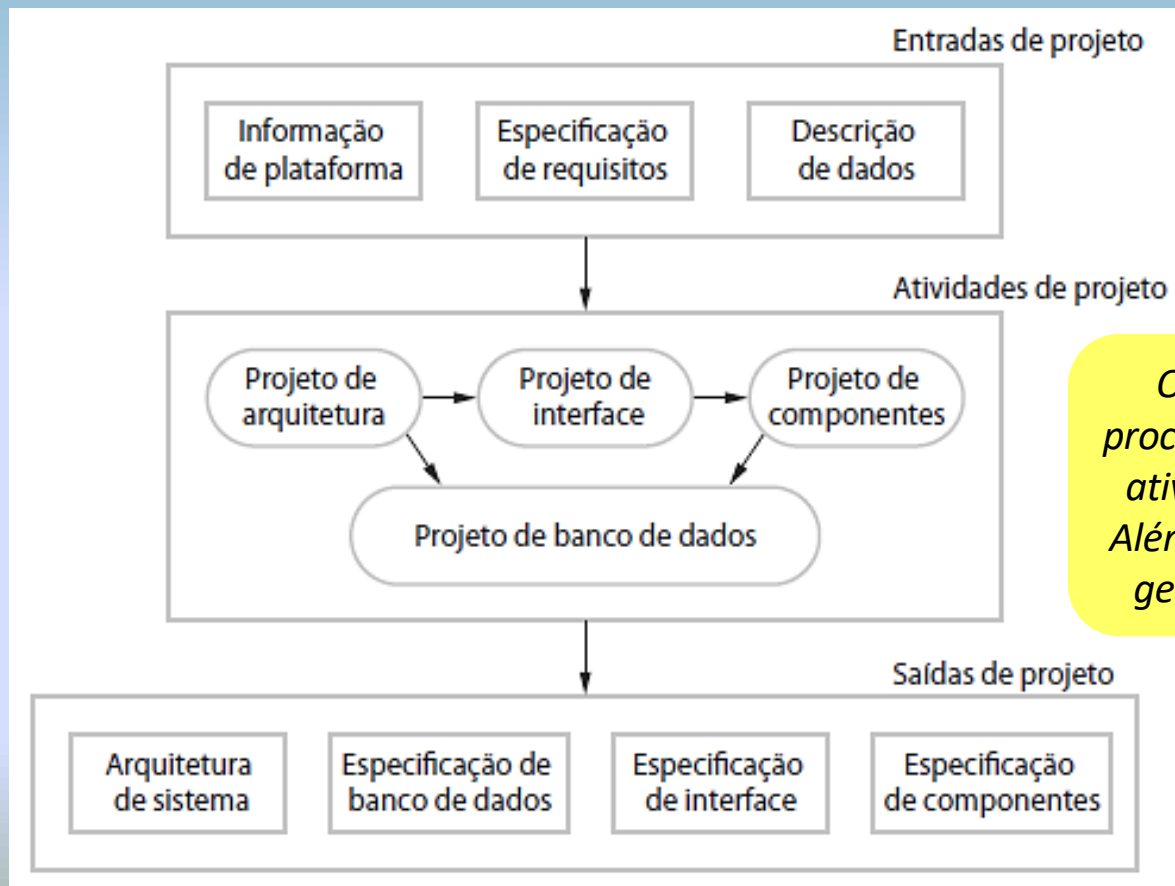 Entradas de projeto
Informação
de plataforma
Especificação
de requisitos
Descrição
de dados
Atividades de projeto
Projeto de
arquitetura
Projeto de
interface
Projeto de
componentes
Projeto de banco de dados
Saídas de projeto
Arquitetura
de sistema
Especificação de
banco de dados
Especificação
de interface
Especificação
de componentes